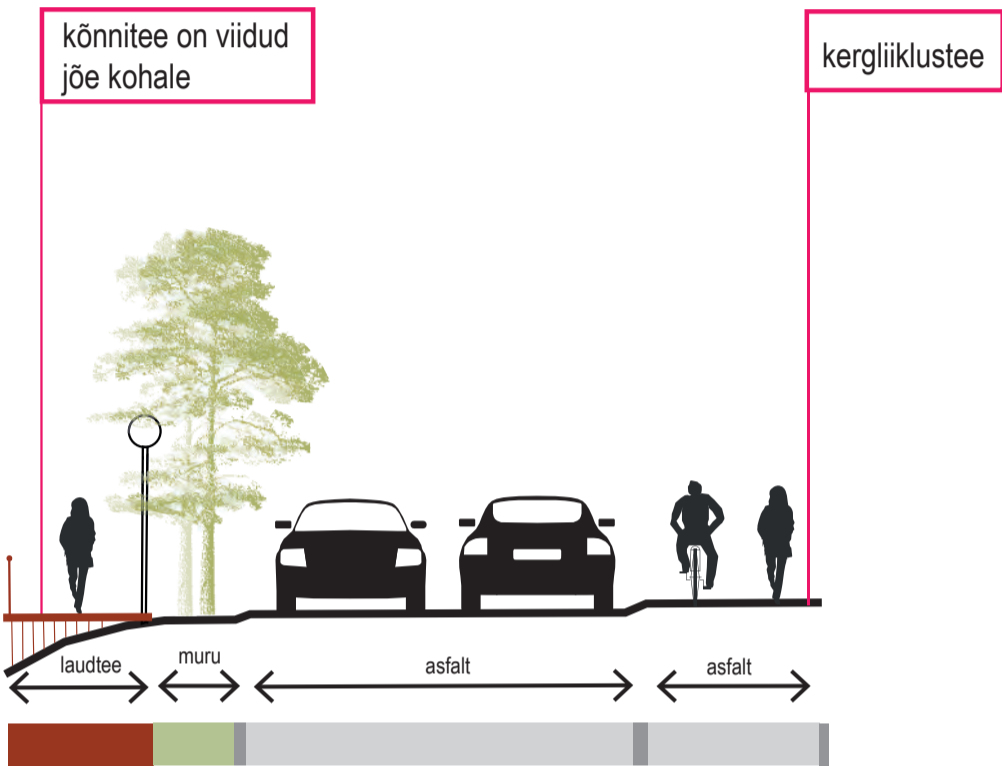 kõnnitee on viidud
jõe kohale
kergliiklustee
laudtee
muru
asfalt
asfalt